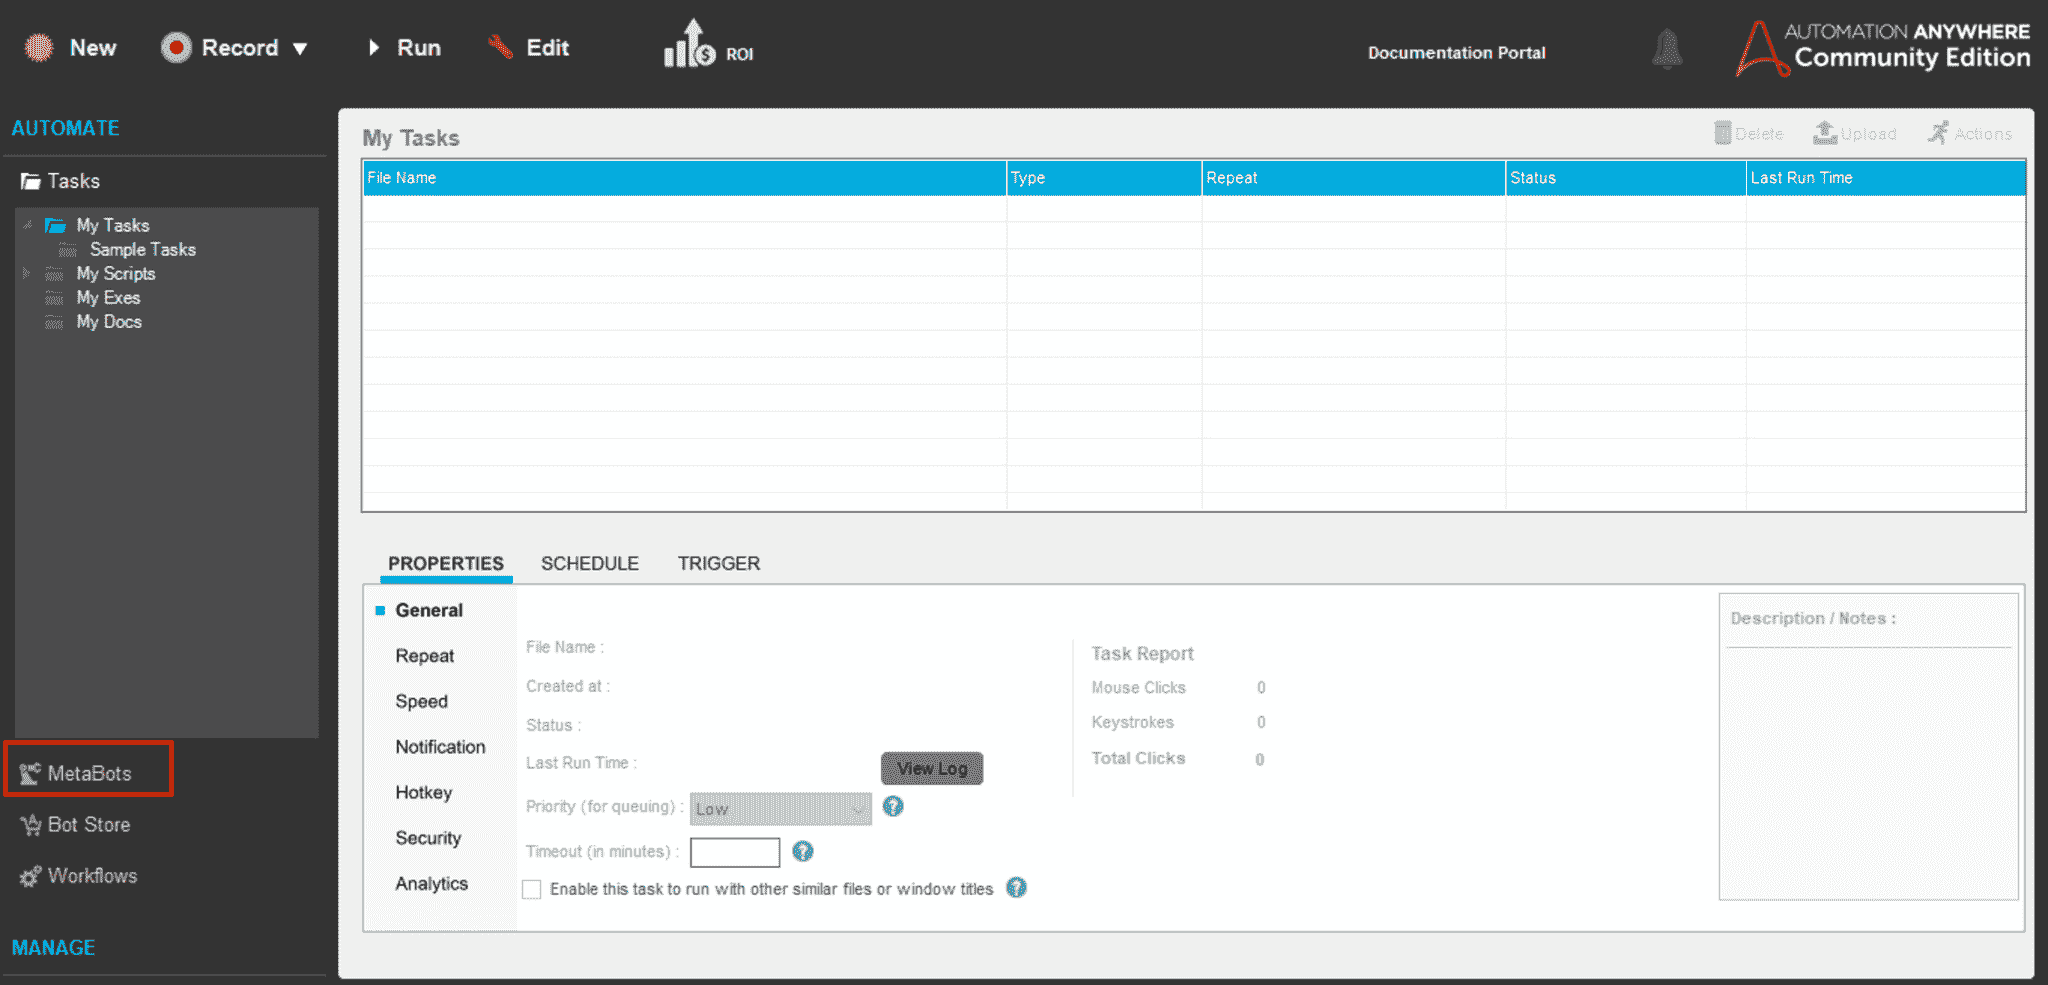 New
Record
Run
Edit
ROI
Documentation Portal
AUTOMATION ANYWHERE
Community Edition
AUTOMATE
Tasks
My Tasks
Sample Tasks
My Scripts
My Exes
My Docs
MetaBots
Bot Store
Workflows
MANAGE
My Tasks
Delete
Upload
Actions
File Name
Type
Repeat
Status
Last Run Time
PROPERTIES
SCHEDULE
TRIGGER
General
Repeat
Speed
Notification
Hotkey
Security
Analytics
File Name :
Created at :
Status :
Last Run Time :
View Log
Priority (for queuing) :
Low
?
Timeout (in minutes) :
?
Enable this task to run with other similar files or window titles
?
Task Report
Mouse Clicks 0
Keystrokes 0
Total Clicks 0
Description / Notes :